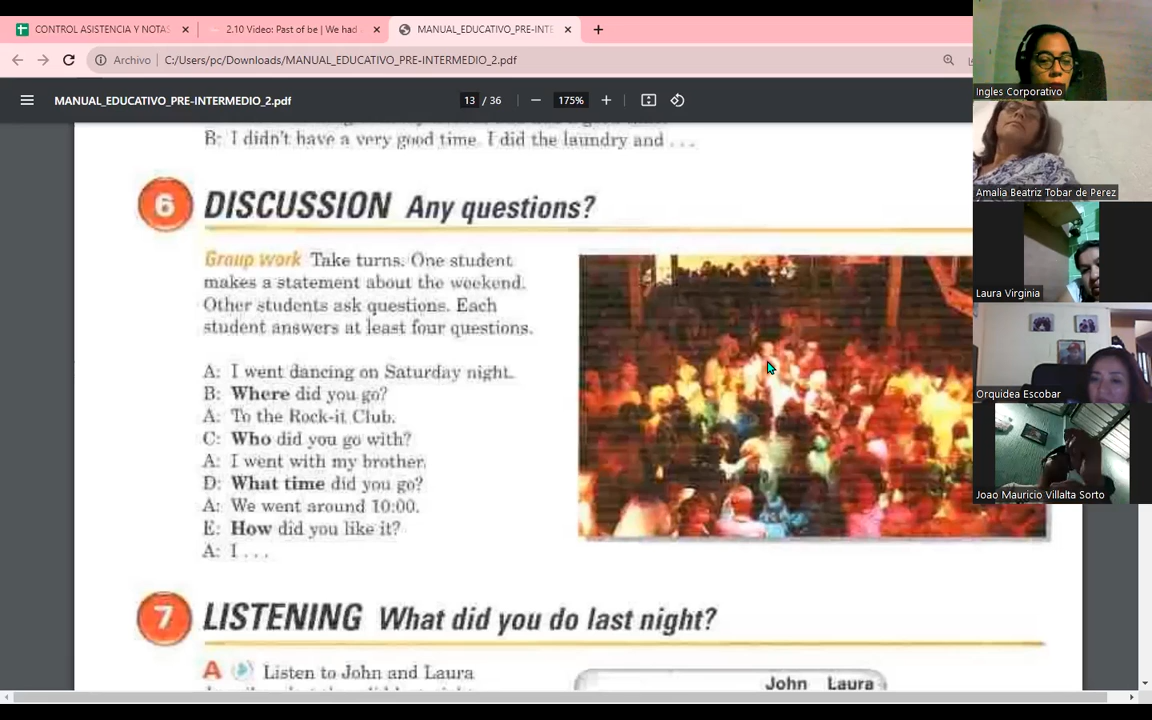 CONTROL ASISTENCIA Y NOTAS
2.10 Video: Past of be | We had
MANUAL_EDUCATIVO_PRE-INTE
Archivo
C:/Users/pc/Downloads/MANUAL_EDUCATIVO_PRE-INTERMEDIO_2.pdf
MANUAL_EDUCATIVO_PRE-INTERMEDIO_2.pdf
13 / 36
175%
B: I didn't have a very good time. I did the laundry and . . .
6 DISCUSSION Any questions?
Group work Take turns. One student
makes a statement about the weekend.
Other students ask questions. Each
student answers at least four questions.
A: I went dancing on Saturday night.
B: Where did you go?
A: To the Rock-it Club.
C: Who did you go with?
A: I went with my brother.
D: What time did you go?
A: We went around 10:00.
E: How did you like it?
A: I . . .
7 LISTENING What did you do last night?
A Listen to John and Laura
John Laura
Ingles Corporativo
Amalia Beatriz Tobar de Perez
Laura Virginia
Orquidea Escobar
Joao Mauricio Villalta Sorto